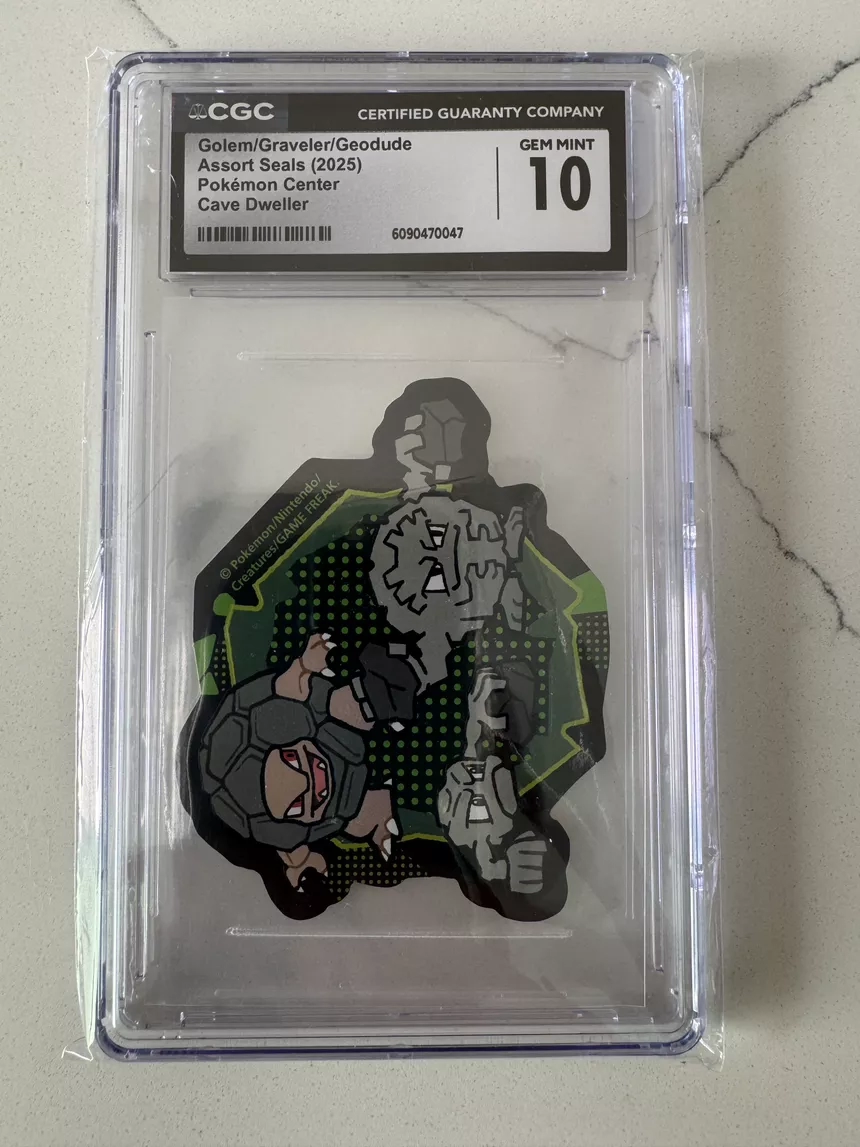 CGC
CERTIFIED GUARANTY COMPANY
Golem/Graveler/Geodude
Assort Seals (2025)
Pokémon Center
Cave Dweller
GEM MINT
10
6090470047
© Pokémon/Nintendo/
Creatures/GAME FREAK.